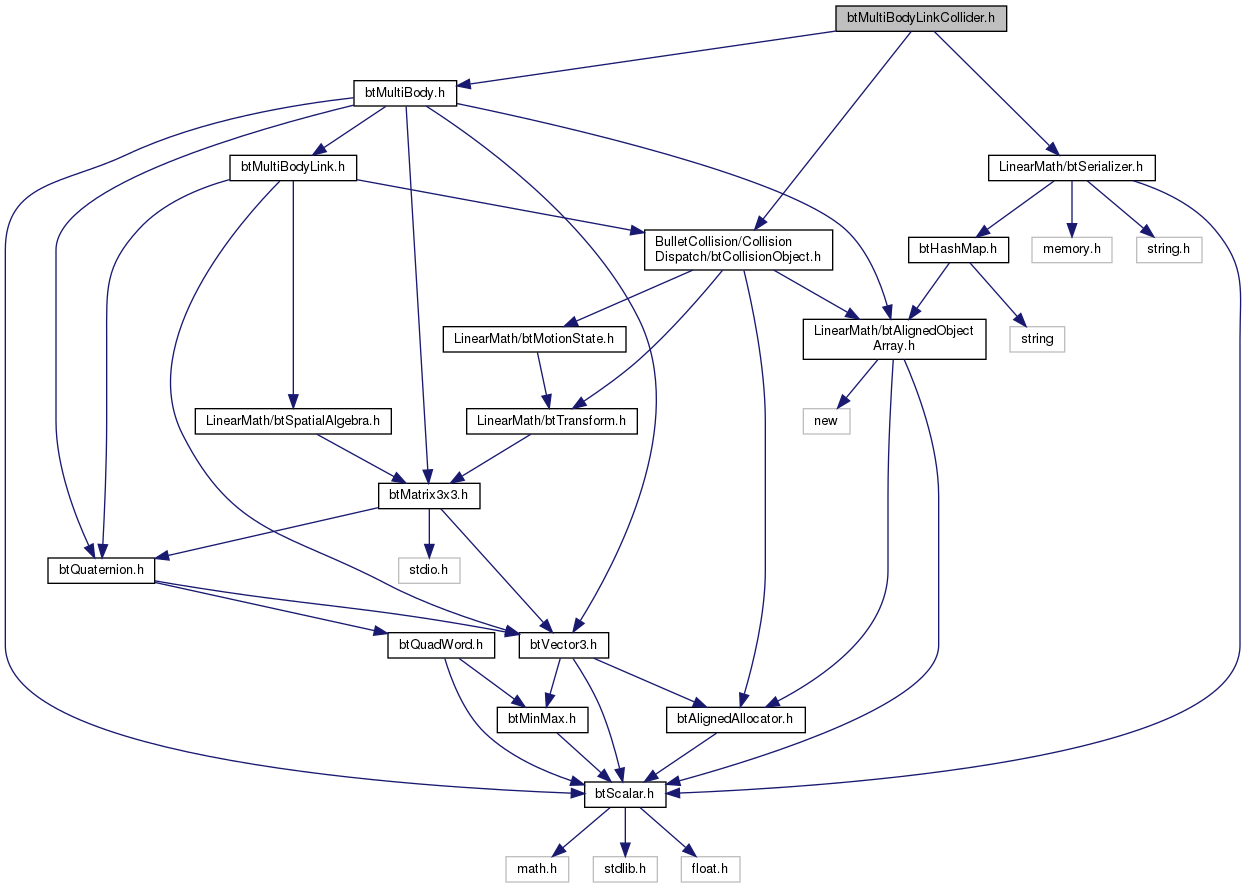 btMultiBodyLinkCollider.h
btMultiBody.h
btMultiBodyLink.h
LinearMath/btSerializer.h
BulletCollision/Collision
Dispatch/btCollisionObject.h
btHashMap.h
memory.h
string.h
LinearMath/btMotionState.h
LinearMath/btAlignedObject
Array.h
string
LinearMath/btSpatialAlgebra.h
LinearMath/btTransform.h
new
btMatrix3x3.h
btQuaternion.h
stdio.h
btQuadWord.h
btVector3.h
btMinMax.h
btAlignedAllocator.h
btScalar.h
math.h
stdlib.h
float.h